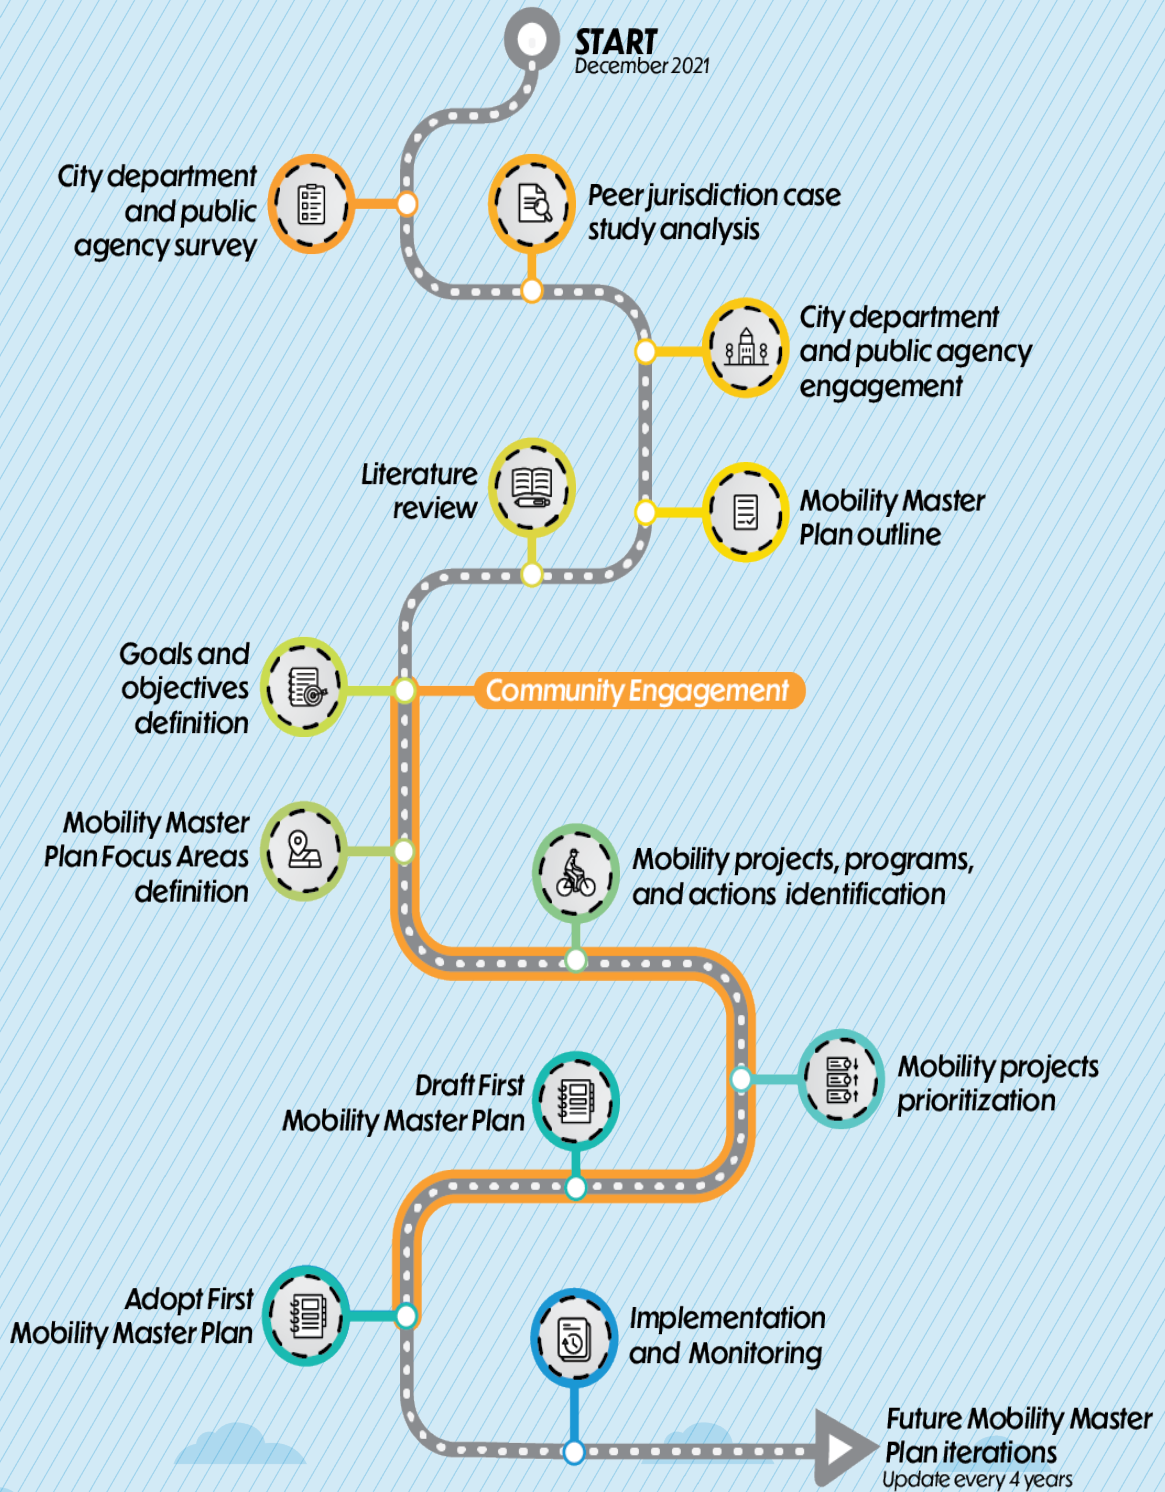 START
December 2021
City department
and public
agency survey
Peer jurisdiction case
study analysis
City department
and public agency
engagement
Literature
review
Mobility Master
Plan outline
Goals and
objectives
definition
Community Engagement
Mobility Master
Plan Focus Areas
definition
Mobility projects, programs,
and actions identification
Mobility projects
prioritization
Draft First
Mobility Master Plan
Adopt First
Mobility Master Plan
Implementation
and Monitoring
Future Mobility Master
Plan iterations
Update every 4 years